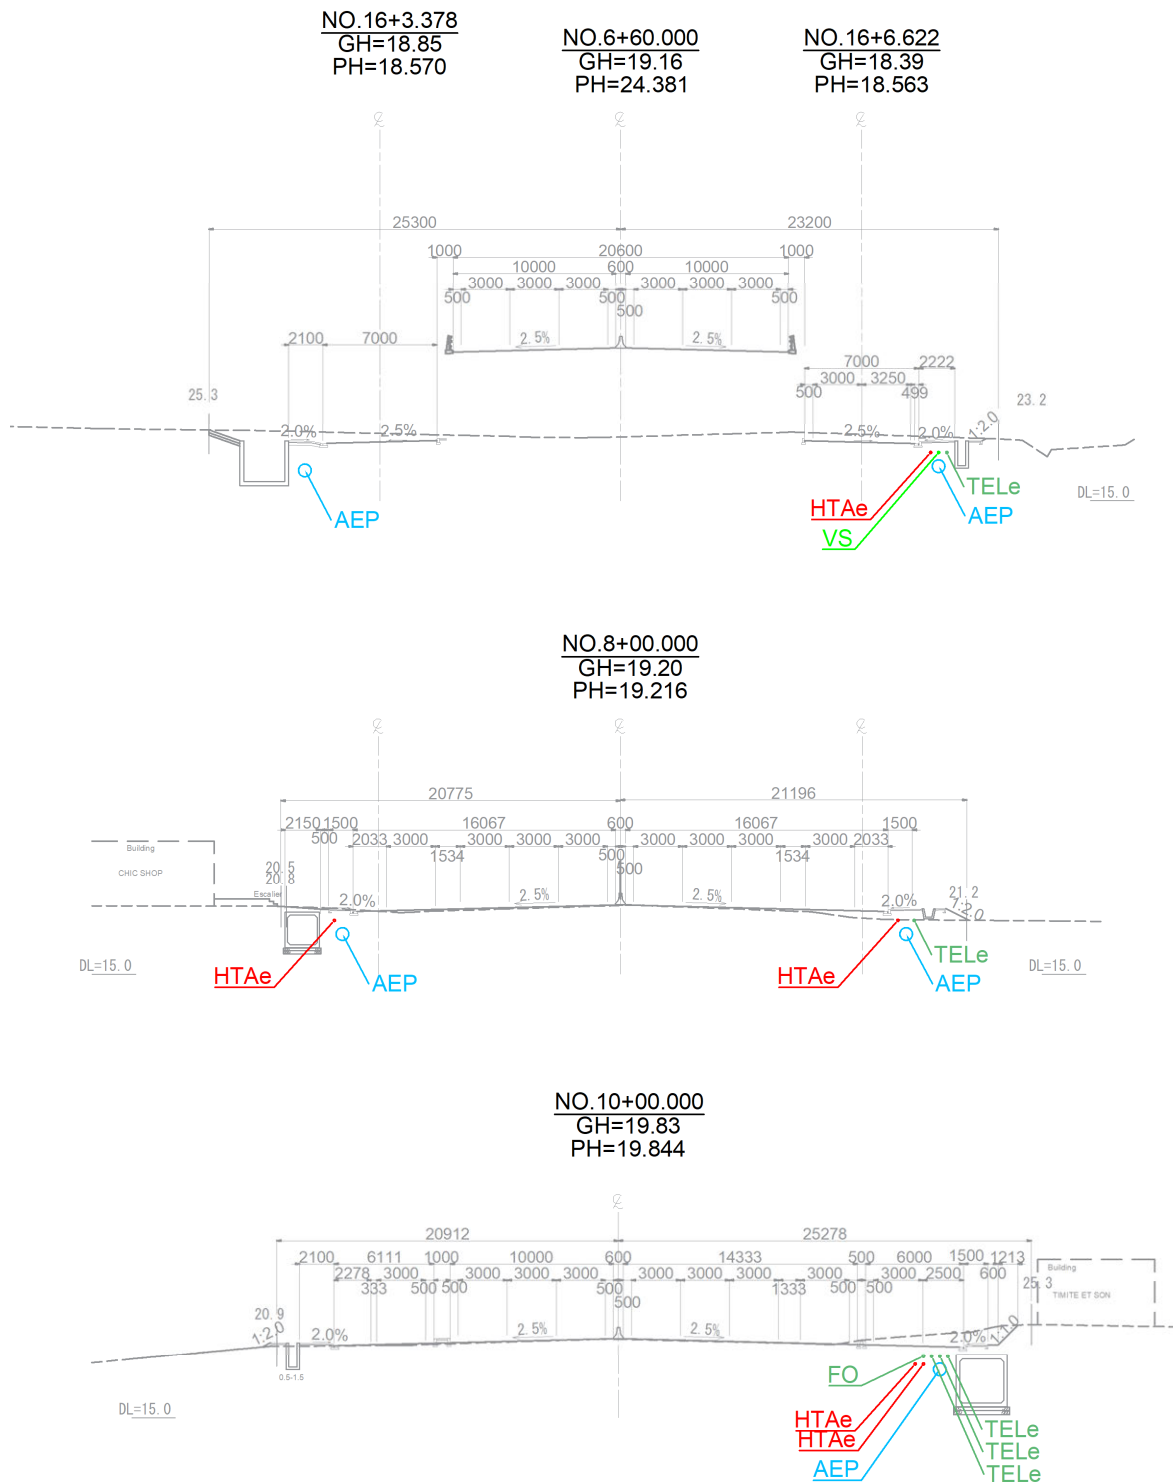 NO.16+3.378
GH=18.85
PH=18.570
NO.6+60.000
GH=19.16
PH=24.381
NO.16+6.622
GH=18.39
PH=18.563
25300
23200
1000
20600
1000
10000
600
10000
3000
3000
3000
3000
3000
3000
500
500
500
500
2.5%
2.5%
2100
7000
7000
2222
3000
3250
500
499
25.3
23.2
2.0%
2.5%
2.5%
2.0%
1:2.0
DL=15.0
AEP
HTAe
VS
TELe
AEP
NO.8+00.000
GH=19.20
PH=19.216
20775
21196
2150
1500
16067
600
16067
1500
500
2033
3000
3000
3000
3000
3000
3000
3000
3000
2033
1534
500
500
1534
Building
CHIC SHOP
20.5
20.8
Escalier
2.0%
2.5%
2.5%
2.0%
21.2
1:2.0
DL=15.0
HTAe
AEP
HTAe
TELe
AEP
DL=15.0
NO.10+00.000
GH=19.83
PH=19.844
20912
25278
2100
6111
1000
10000
600
14333
500
6000
1500
1213
2278
3000
3000
3000
3000
3000
3000
3000
3000
3000
2500
600
333
500
500
500
500
1333
500
500
Building
TIMITE ET SON
25.3
20.9
1:2.0
2.0%
2.5%
2.5%
2.0%
1:1.0
0.5-1.5
DL=15.0
FO
HTAe
HTAe
AEP
TELe
TELe
TELe